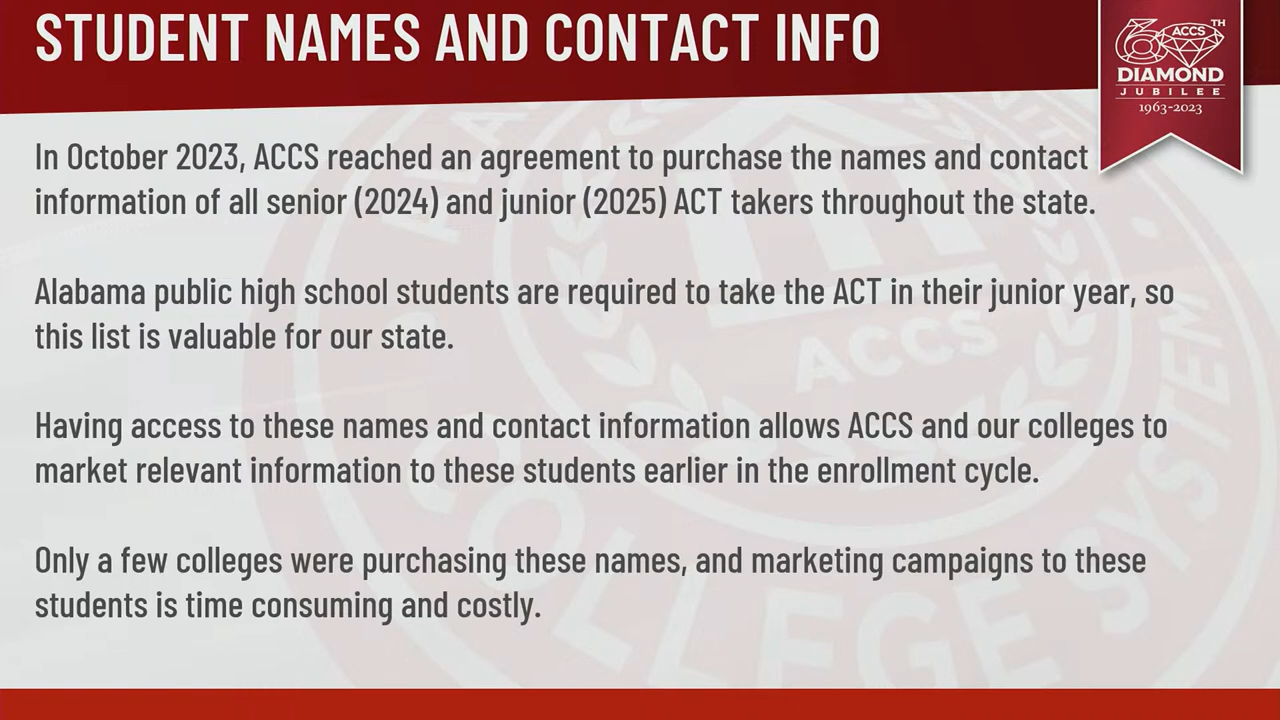 STUDENT NAMES AND CONTACT INFO
60TH
ACCS
DIAMOND
JUBILEE
1963-2023
In October 2023, ACCS reached an agreement to purchase the names and contact
information of all senior (2024) and junior (2025) ACT takers throughout the state.
Alabama public high school students are required to take the ACT in their junior year, so
this list is valuable for our state.
Having access to these names and contact information allows ACCS and our colleges to
market relevant information to these students earlier in the enrollment cycle.
Only a few colleges were purchasing these names, and marketing campaigns to these
students is time consuming and costly.
ACCS
COLLEGE SYSTEM